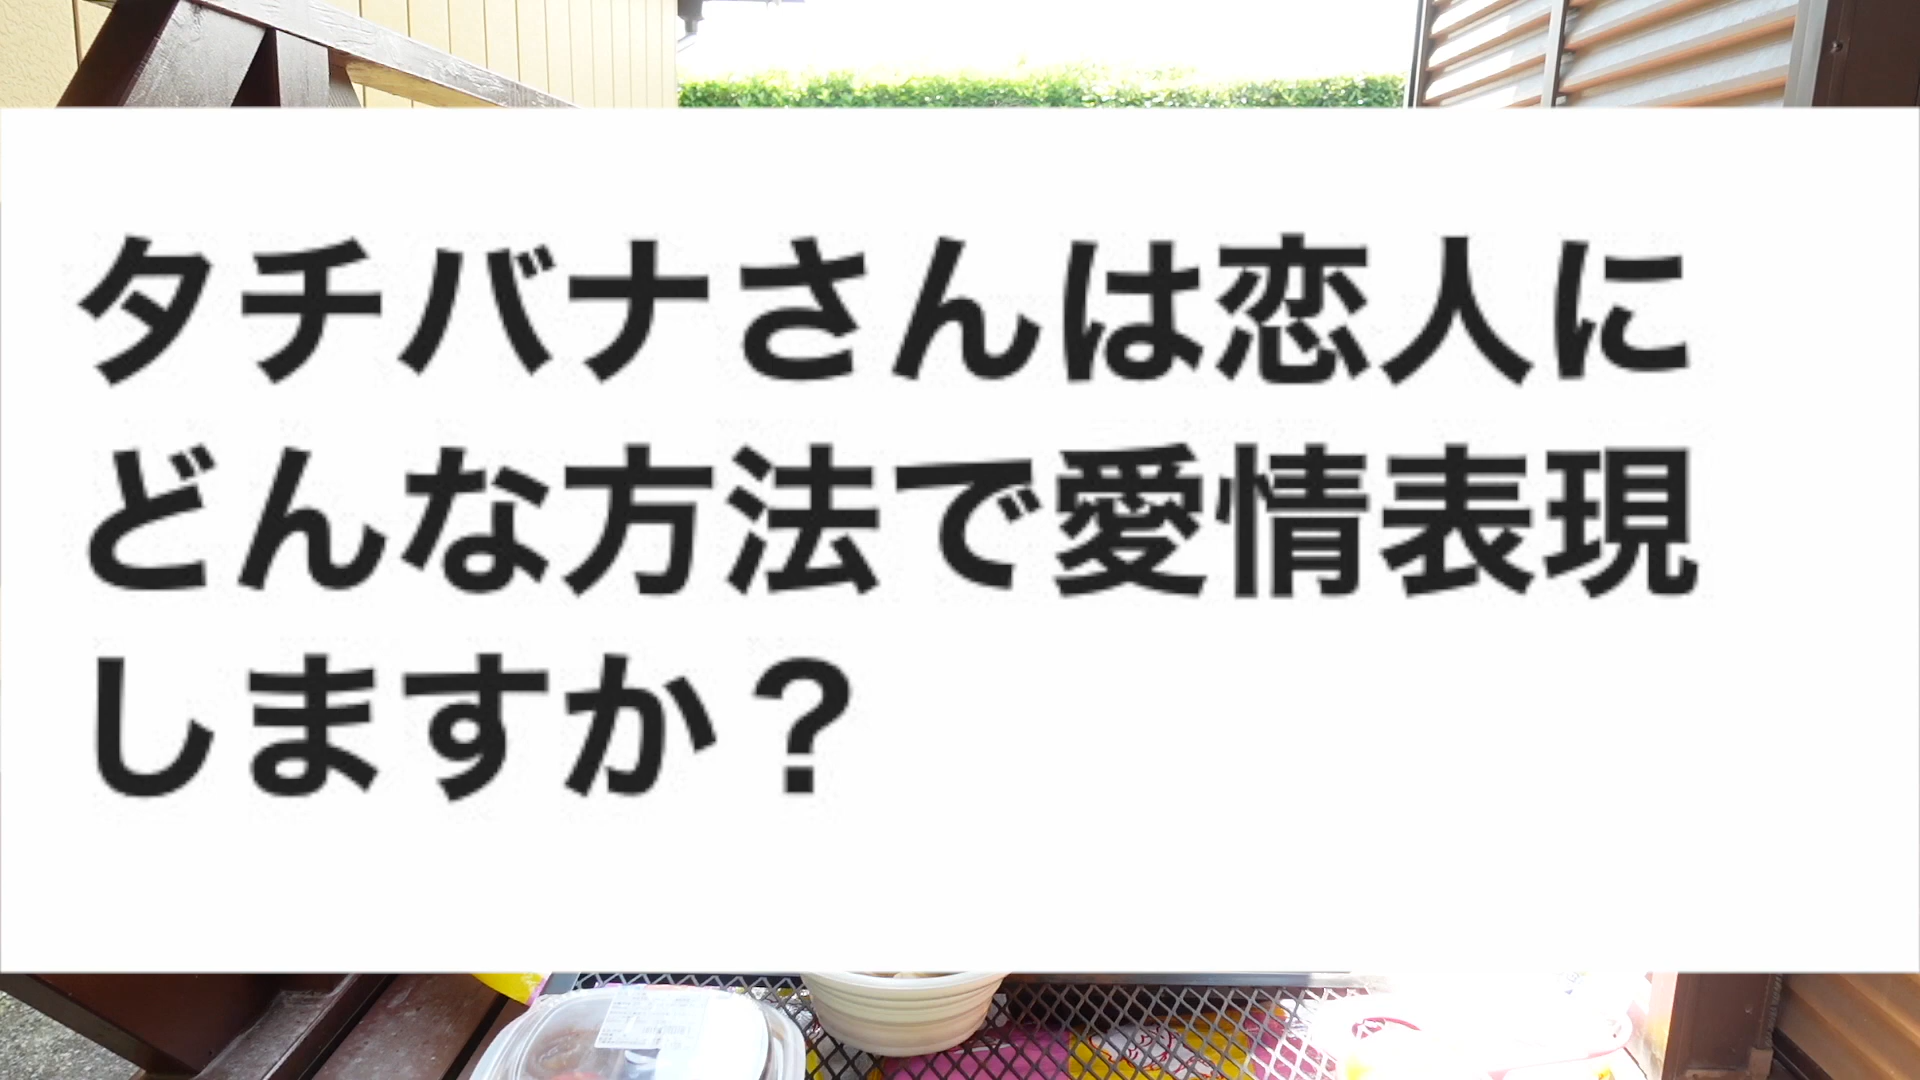 タチバナさんは恋人に
どんな方法で愛情表現
しますか？